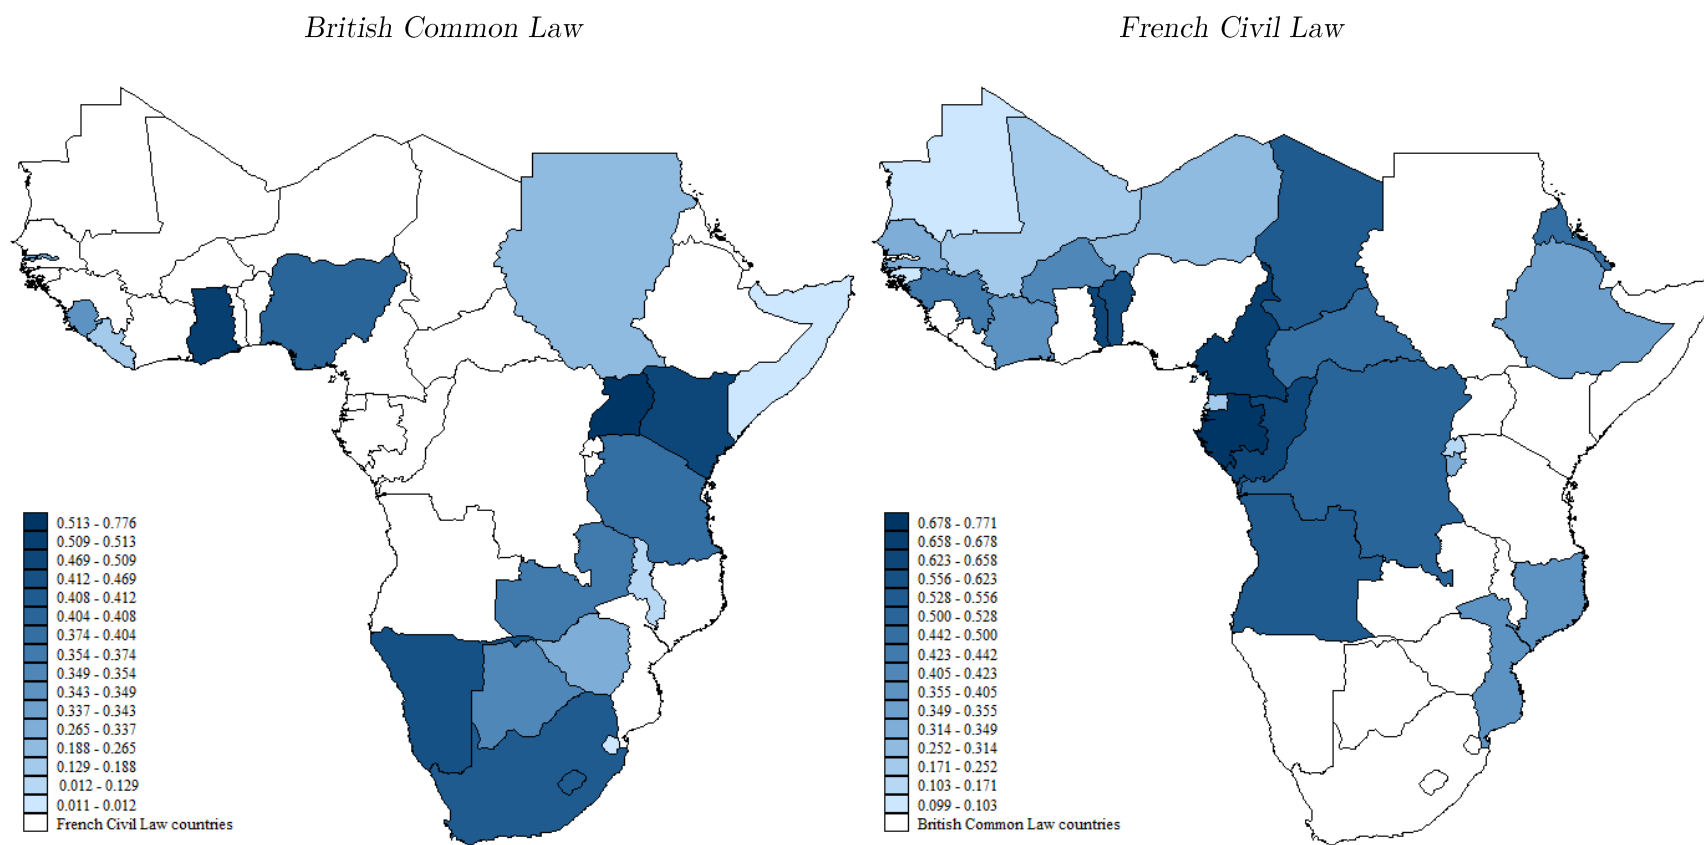 British Common Law
French Civil Law
0.513 - 0.776
0.509 - 0.513
0.469 - 0.509
0.412 - 0.469
0.408 - 0.412
0.404 - 0.408
0.374 - 0.404
0.354 - 0.374
0.349 - 0.354
0.343 - 0.349
0.337 - 0.343
0.265 - 0.337
0.188 - 0.265
0.129 - 0.188
0.012 - 0.129
0.011 - 0.012
French Civil Law countries
0.678 - 0.771
0.658 - 0.678
0.623 - 0.658
0.556 - 0.623
0.528 - 0.556
0.500 - 0.528
0.442 - 0.500
0.423 - 0.442
0.405 - 0.423
0.355 - 0.405
0.349 - 0.355
0.314 - 0.349
0.252 - 0.314
0.171 - 0.252
0.103 - 0.171
0.099 - 0.103
British Common Law countries